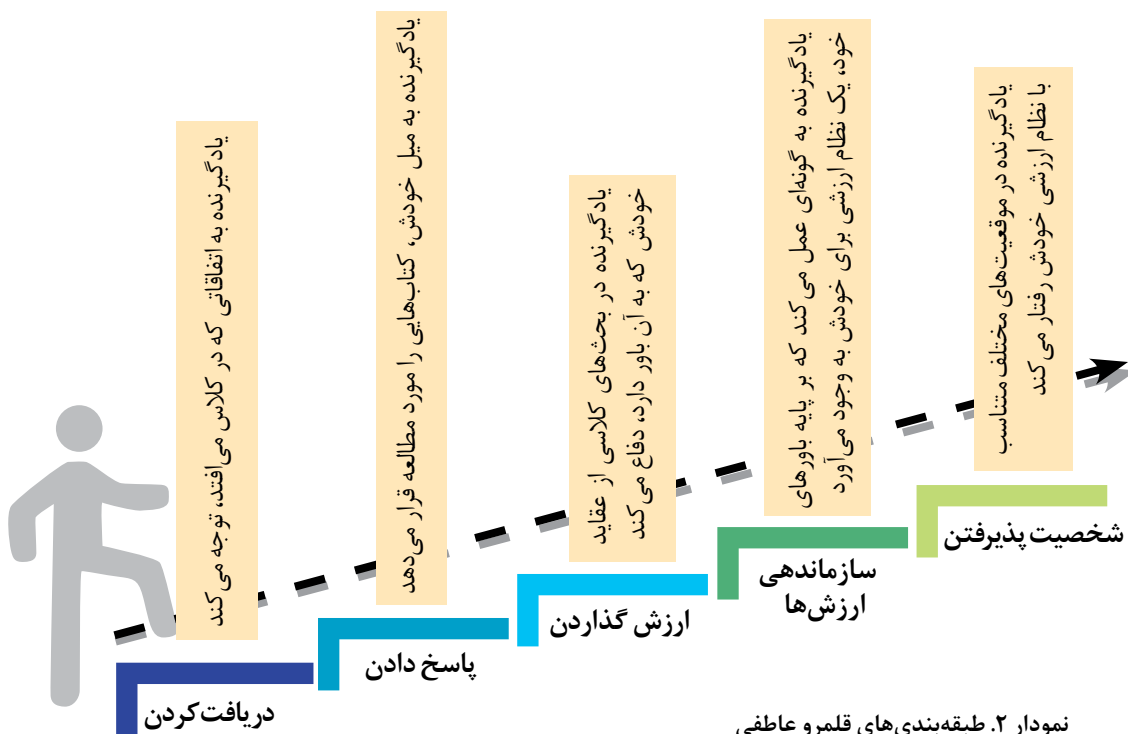 یادگیرنده به اتفاقاتی که در کلاس می‌افتد، توجه می‌کند
دریافت کردن
یادگیرنده به میل خودش، کتاب‌هایی را مورد مطالعه قرار می‌دهد
پاسخ دادن
یادگیرنده در بحث‌های کلاسی از عقاید
خودش که به آن باور دارد، دفاع می‌کند
ارزش گذاردن
یادگیرنده به گونه‌ای عمل می‌کند که بر پایه باورهای
خود، یک نظام ارزشی برای خودش به وجود می‌آورد
سازماندهی
ارزش‌ها
یادگیرنده در موقعیت‌های مختلف متناسب
با نظام ارزشی خودش رفتار می‌کند
شخصیت پذیرفتن
نمودار ۲. طبقه‌بندی‌های قلمرو عاطفی